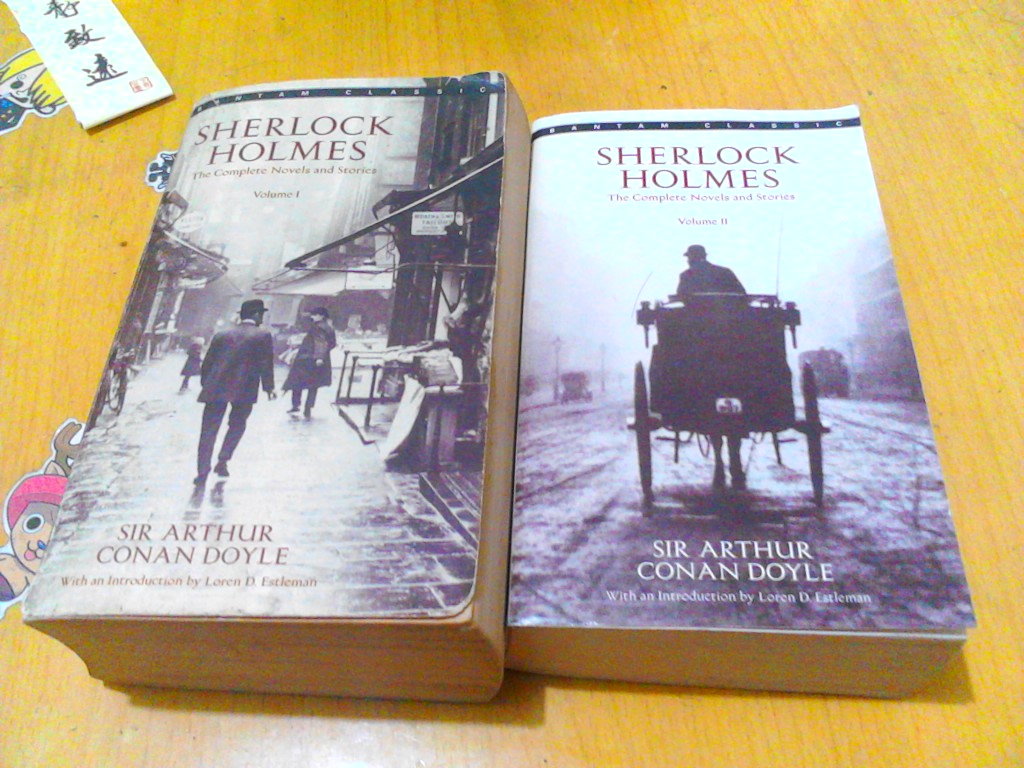 致
遠
BANTAM CLASSIC
SHERLOCK
HOLMES
The Complete Novels and Stories
Volume I
SIR ARTHUR
CONAN DOYLE
With an Introduction by Loren D. Estleman
BANTAM CLASSIC
SHERLOCK
HOLMES
The Complete Novels and Stories
Volume II
SIR ARTHUR
CONAN DOYLE
With an Introduction by Loren D. Estleman